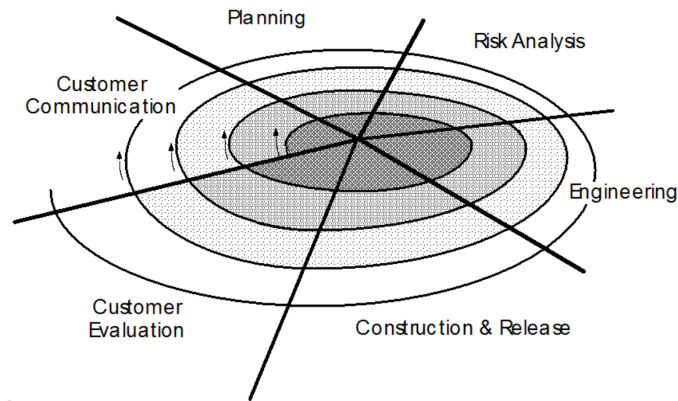 Planning
Risk Analysis
Customer
Communication
Engineering
Customer
Evaluation
Construction & Release